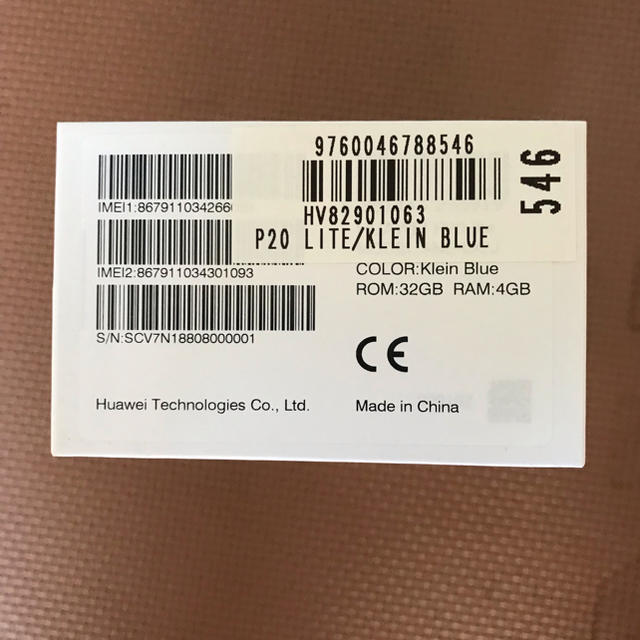 9760046788546
HV82901063
P20 LITE/KLEIN BLUE
546
IMEI1:867911034266
IMEI2:867911034301093
S/N:SCV7N18808000001
COLOR:Klein Blue
ROM:32GB RAM:4GB
CE
Huawei Technologies Co., Ltd.
Made in China